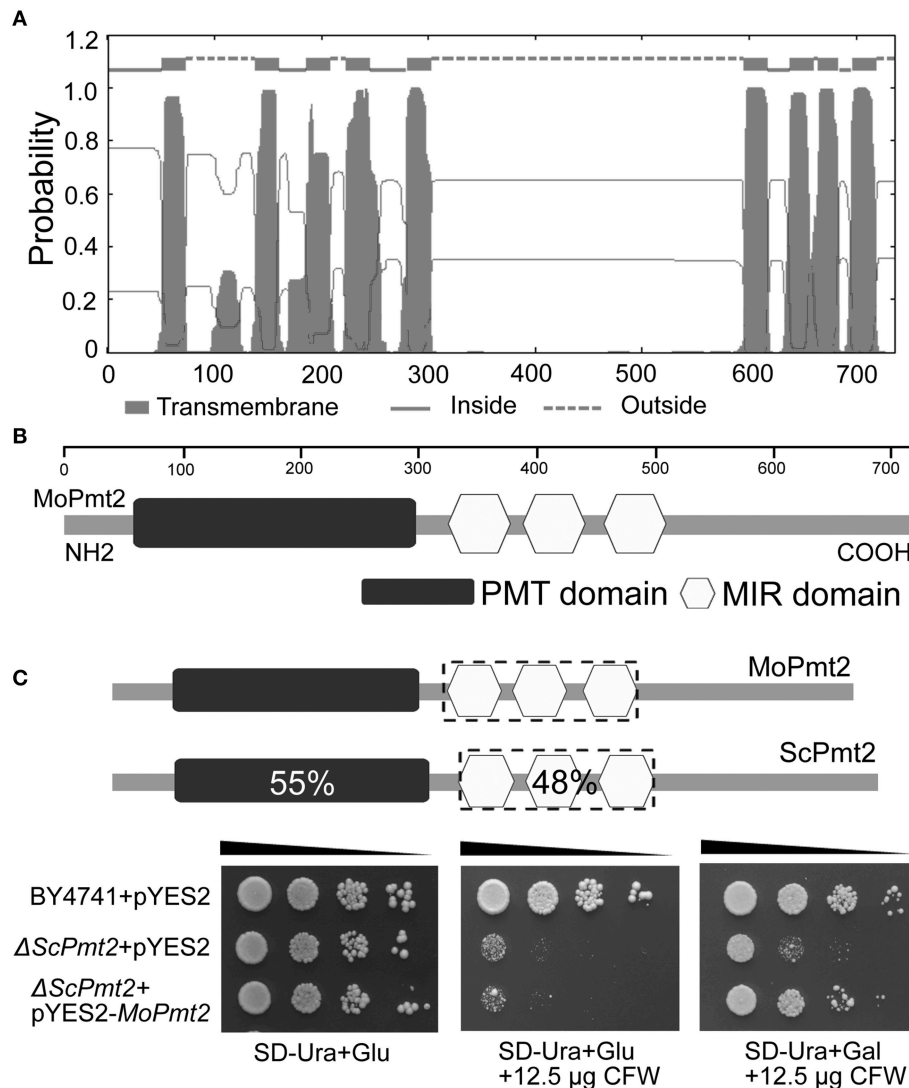 A
1.2
1.0
0.8
0.6
0.4
0.2
0
Probability
0 100 200 300 400 500 600 700
Transmembrane Inside Outside
B
0 100 200 300 400 500 600 700
MoPmt2
NH2 COOH
PMT domain MIR domain
C
MoPmt2
ScPmt2
55% 48%
BY4741+pYES2
ΔScPmt2+pYES2
ΔScPmt2+
pYES2-MoPmt2
SD-Ura+Glu
SD-Ura+Glu
+12.5 µg CFW
SD-Ura+Gal
+12.5 µg CFW